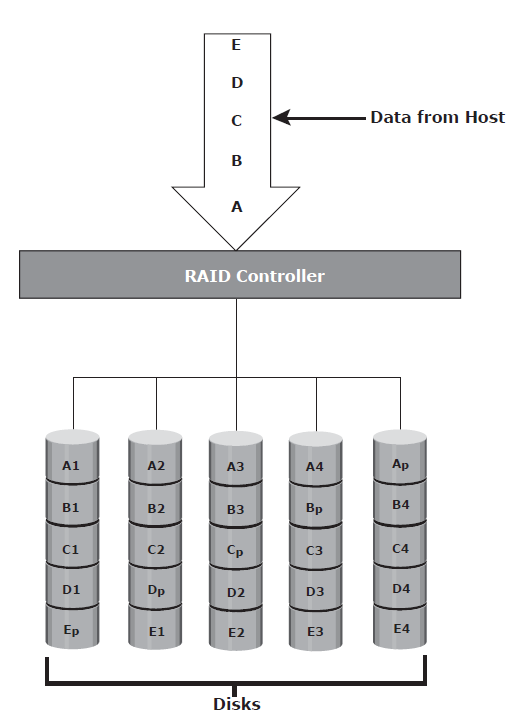 E
D
C
B
A
Data from Host
RAID Controller
A1 A2 A3 A4 Ap
B1 B2 B3 Bp B4
C1 C2 Cp C3 C4
D1 Dp D2 D3 D4
Ep E1 E2 E3 E4
Disks